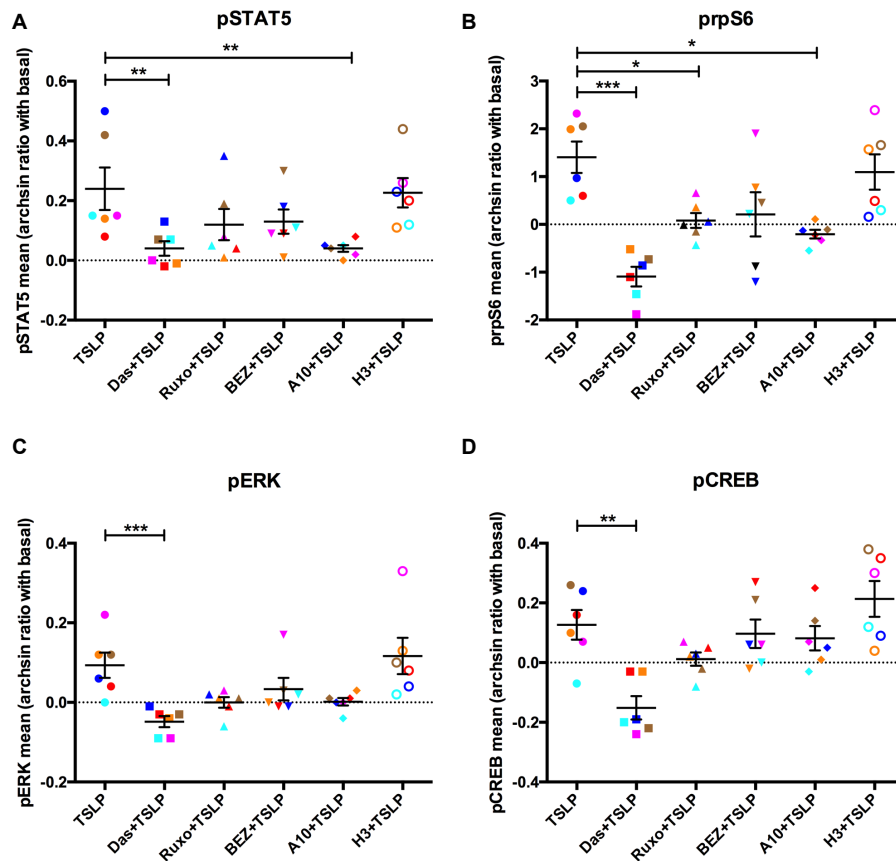 A
pSTAT5
**
**
pSTAT5 mean (archsin ratio with basal)
0.6
0.4
0.2
0.0
-0.2
TSLP
Das+TSLP
Ruxo+TSLP
BEZ+TSLP
A10+TSLP
H3+TSLP
B
prpS6
*
*
***
prpS6 mean (archsin ratio with basal)
3
2
1
0
-1
-2
TSLP
Das+TSLP
Ruxo+TSLP
BEZ+TSLP
A10+TSLP
H3+TSLP
C
pERK
***
pERK mean (archsin ratio with basal)
0.4
0.2
0.0
-0.2
TSLP
Das+TSLP
Ruxo+TSLP
BEZ+TSLP
A10+TSLP
H3+TSLP
D
pCREB
**
pCREB mean (archsin ratio with basal)
0.4
0.2
0.0
-0.2
-0.4
TSLP
Das+TSLP
Ruxo+TSLP
BEZ+TSLP
A10+TSLP
H3+TSLP